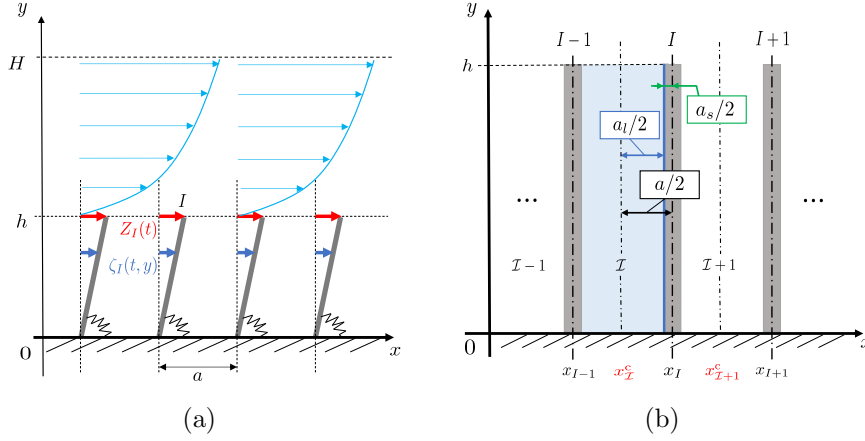 y
H
I
h
Z_I(t)
ζ_I(t, y)
0
a
x
(a)
y
I − 1
I
I + 1
h
a_s/2
a_l/2
a/2
...
...
ℐ − 1
ℐ
ℐ + 1
0
x_{I−1}
x^c_ℐ
x_I
x^c_{ℐ+1}
x_{I+1}
(b)